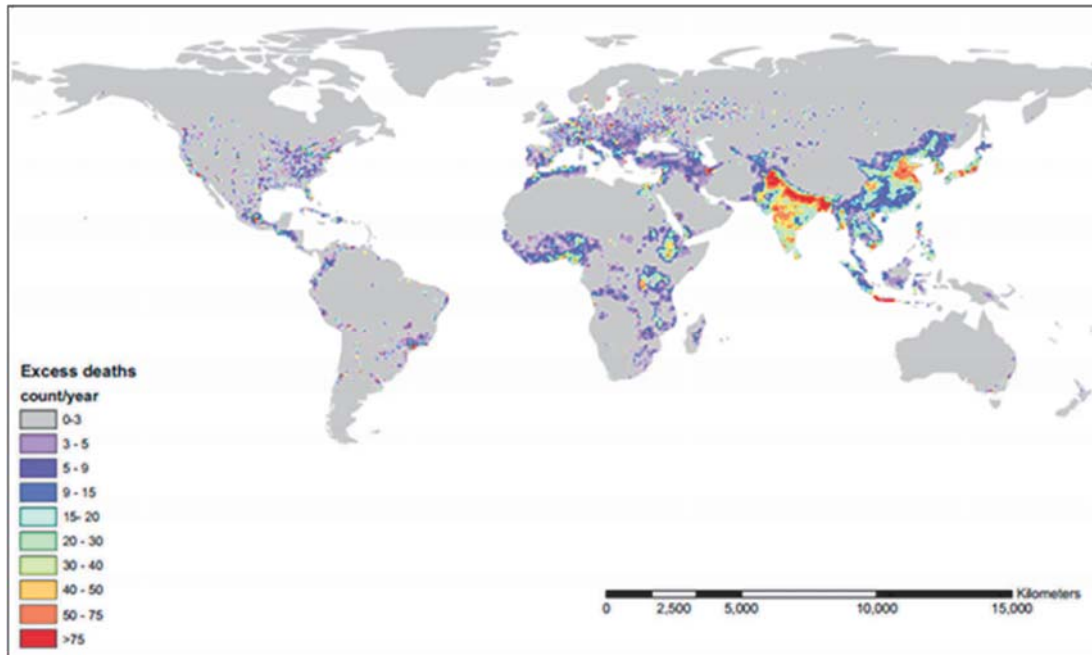 Excess deaths
count/year
0-3
3 - 5
5 - 9
9 - 15
15- 20
20 - 30
30 - 40
40 - 50
50 - 75
>75
Kilometers
0 2,500 5,000 10,000 15,000